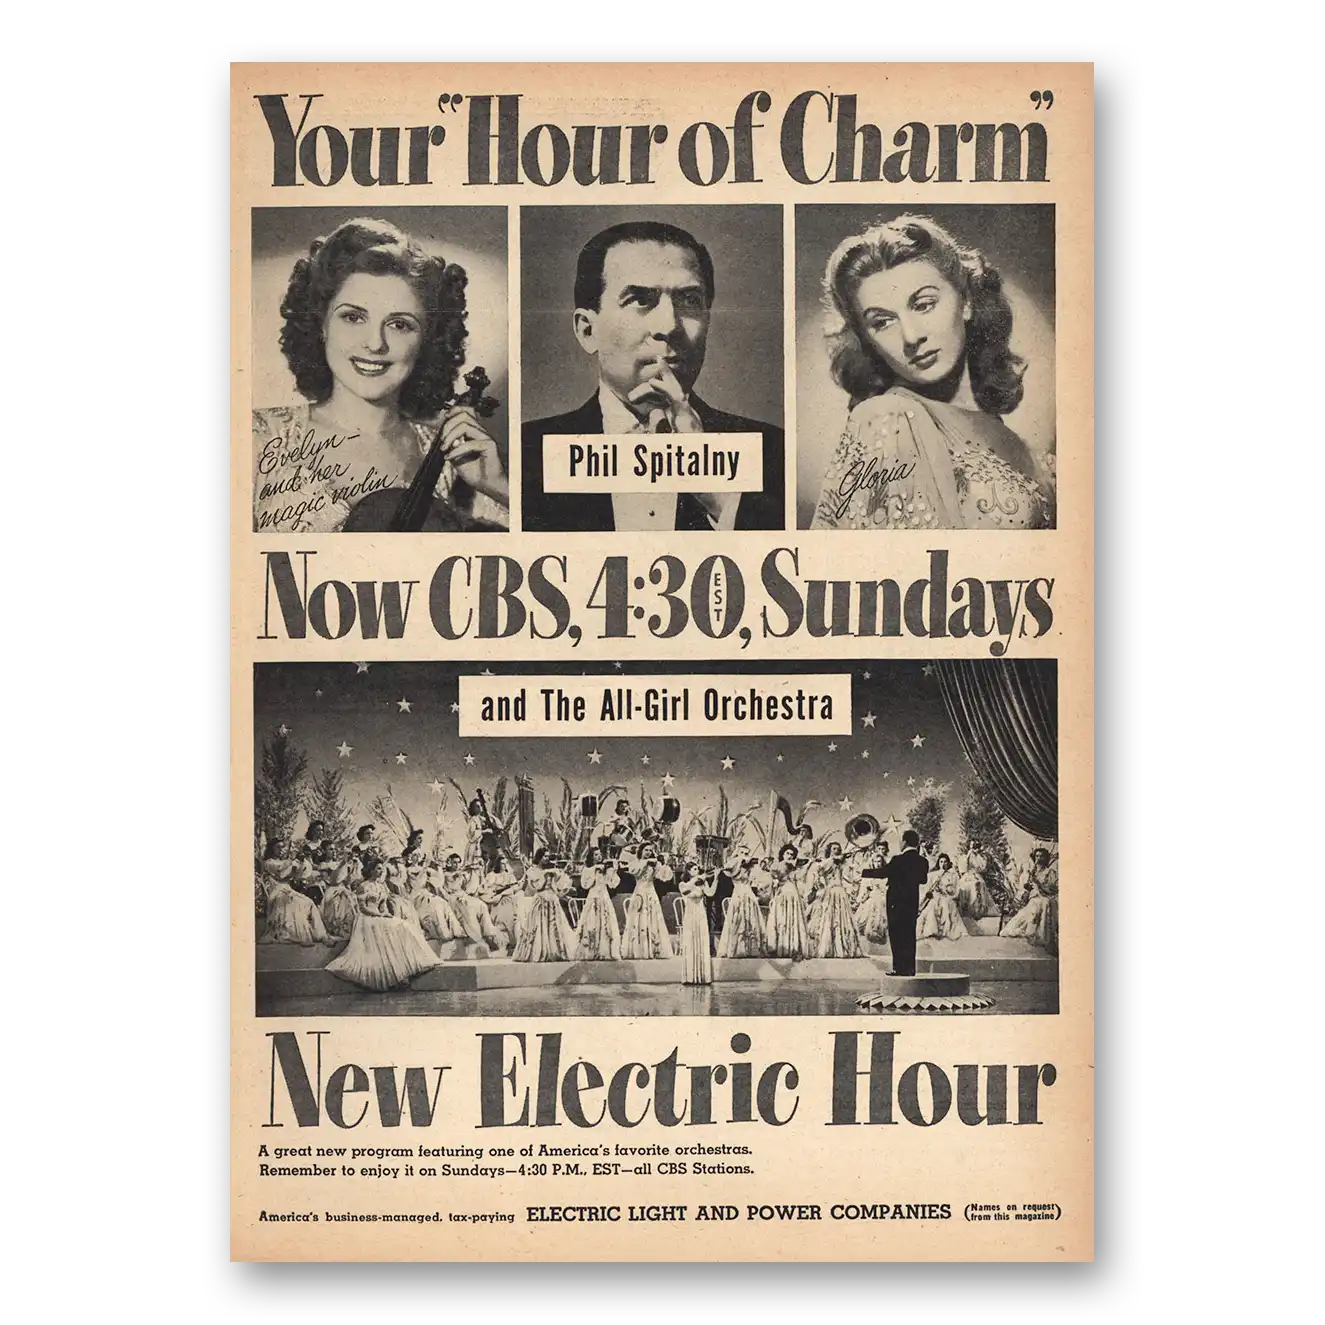 Your "Hour of Charm"
Evelyn—
and her
magic violin
Phil Spitalny
Gloria
Now CBS, 4:30 EST, Sundays
and The All-Girl Orchestra
New Electric Hour
A great new program featuring one of America's favorite orchestras.
Remember to enjoy it on Sundays—4:30 P.M., EST—all CBS Stations.
America's business-managed, tax-paying ELECTRIC LIGHT AND POWER COMPANIES (Names on request
from this magazine)